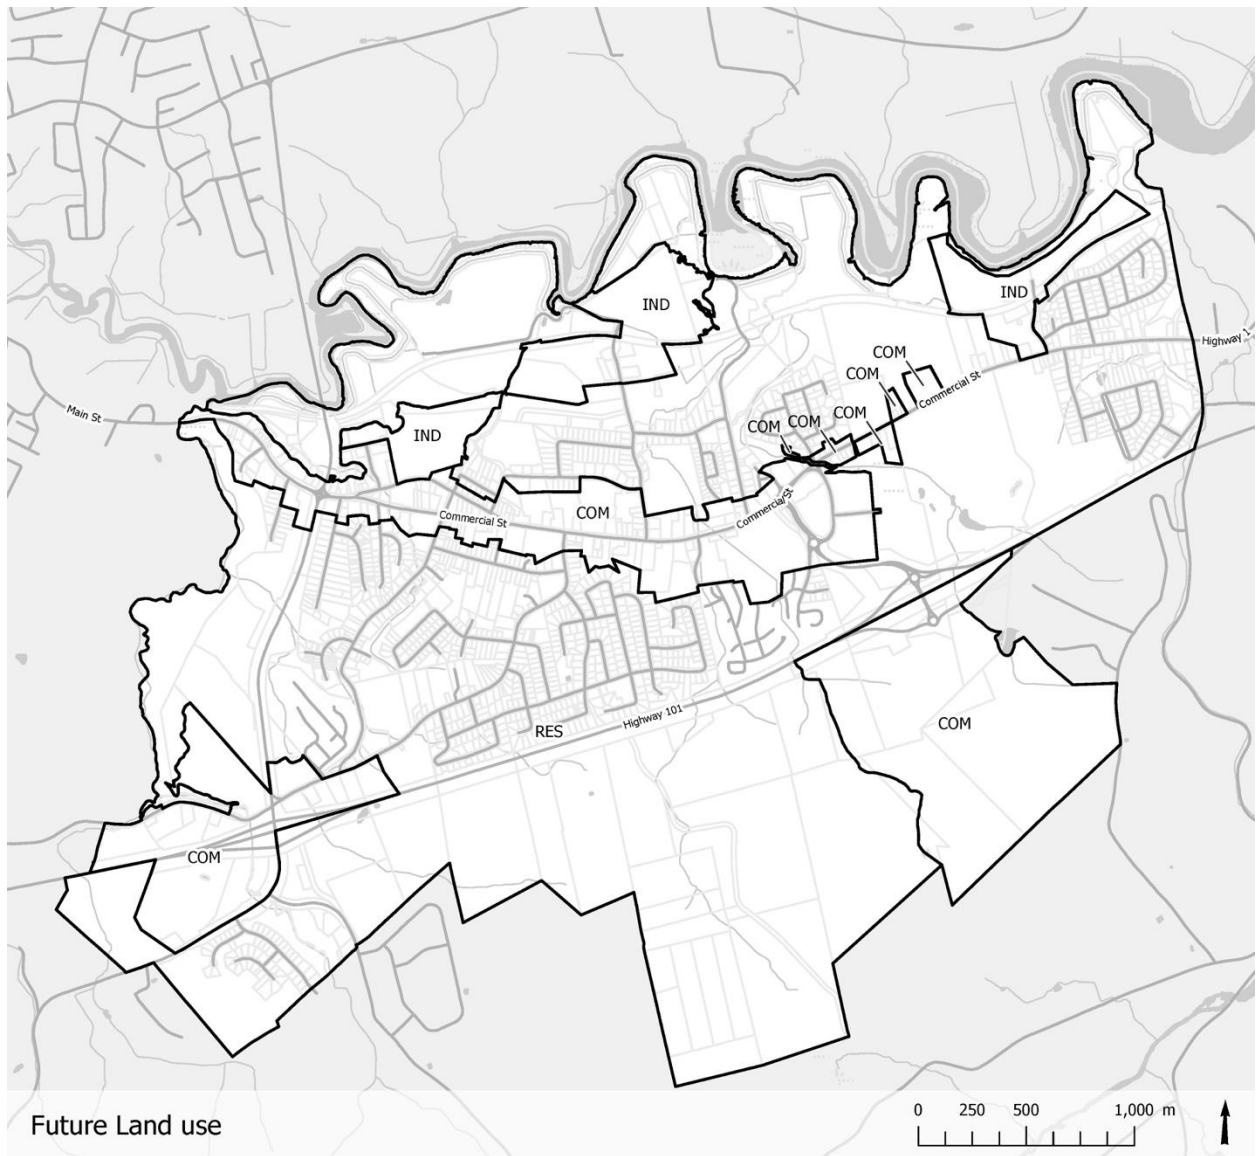 IND
IND
Highway 1
COM
COM
Commercial St
Main St
COM
COM
COM
IND
COM
Commercial St
Commercial St
RES
Highway 101
COM
COM
Future Land use
0 250 500 1,000 m